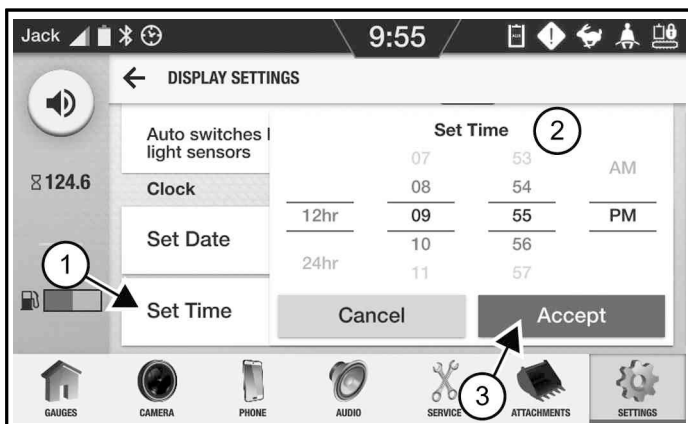 Jack
9:55
DISPLAY SETTINGS
Auto switches
light sensors
124.6
Clock
Set Date
Set Time
1
Set Time
2
07 53
08 54 AM
12hr 09 55 PM
10 56
24hr 11 57
Cancel
Accept
3
GAUGES
CAMERA
PHONE
AUDIO
SERVICE
ATTACHMENTS
SETTINGS